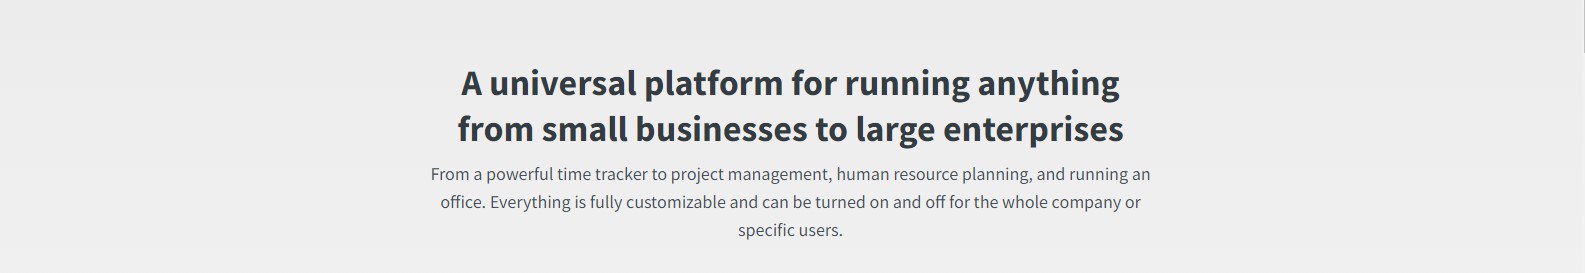 A universal platform for running anything
from small businesses to large enterprises
From a powerful time tracker to project management, human resource planning, and running an
office. Everything is fully customizable and can be turned on and off for the whole company or
specific users.